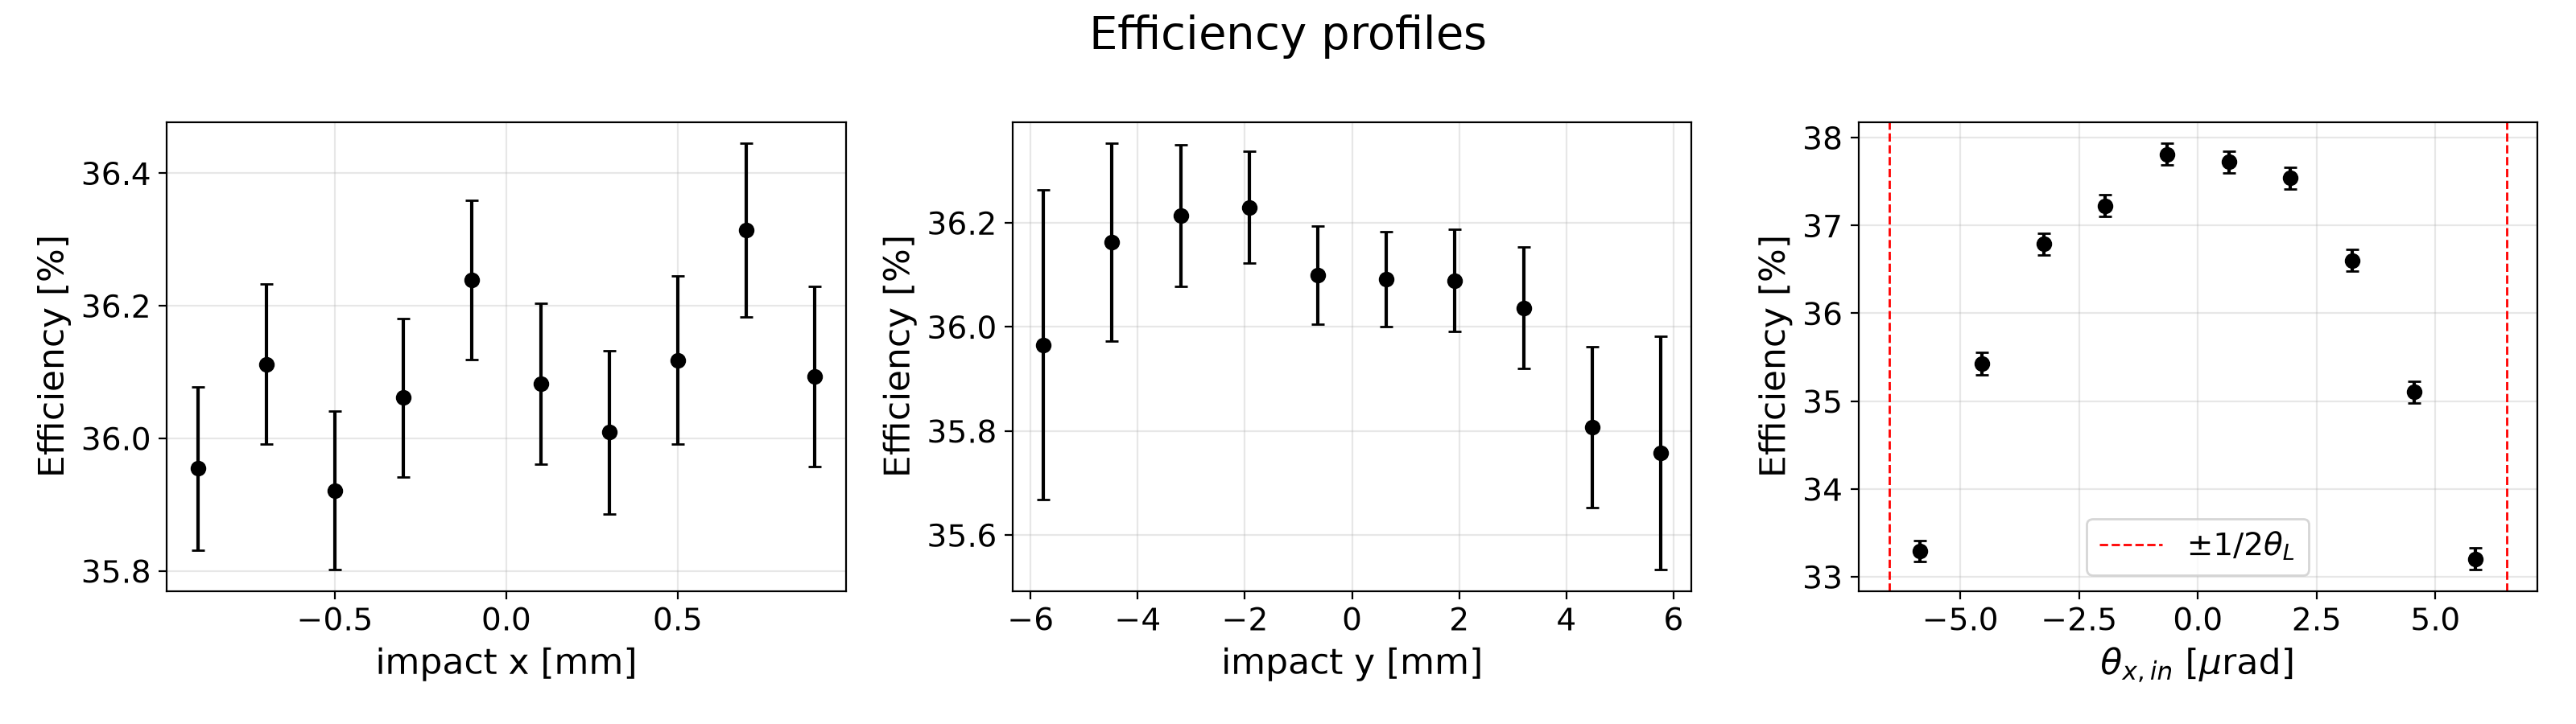 Efficiency profiles
Efficiency [%]
36.4
36.2
36.0
35.8
−0.5 0.0 0.5
impact x [mm]
Efficiency [%]
36.2
36.0
35.8
35.6
−6 −4 −2 0 2 4 6
impact y [mm]
Efficiency [%]
38
37
36
35
34
33
±1/2θ_L
−5.0 −2.5 0.0 2.5 5.0
θ_{x,in} [μrad]